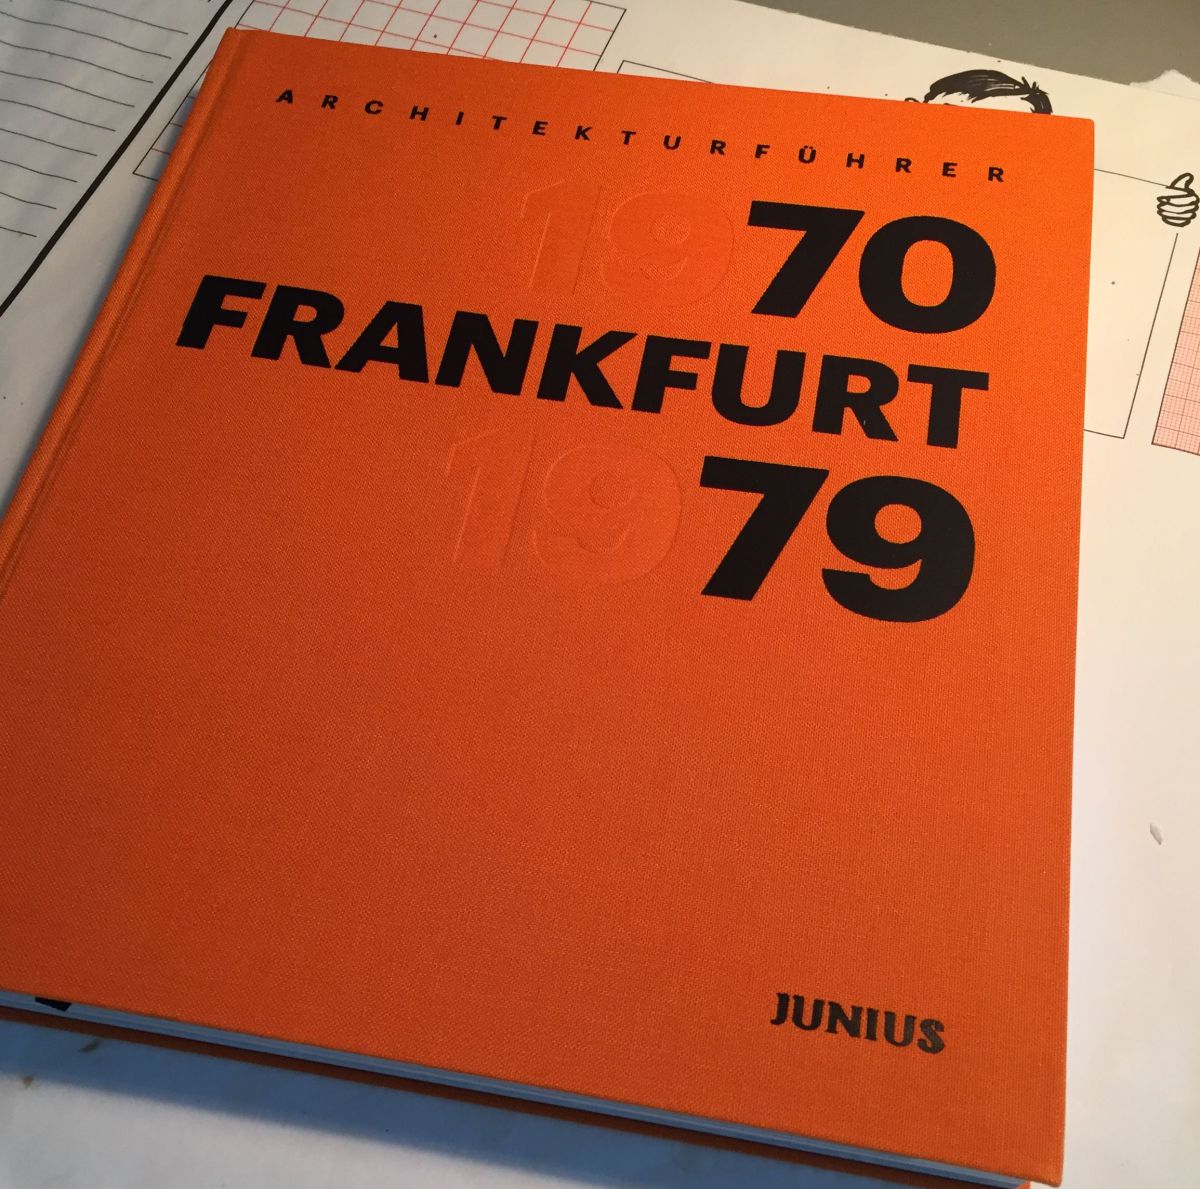 ARCHITEKTURFÜHRER
1970
FRANKFURT
1979
JUNIUS